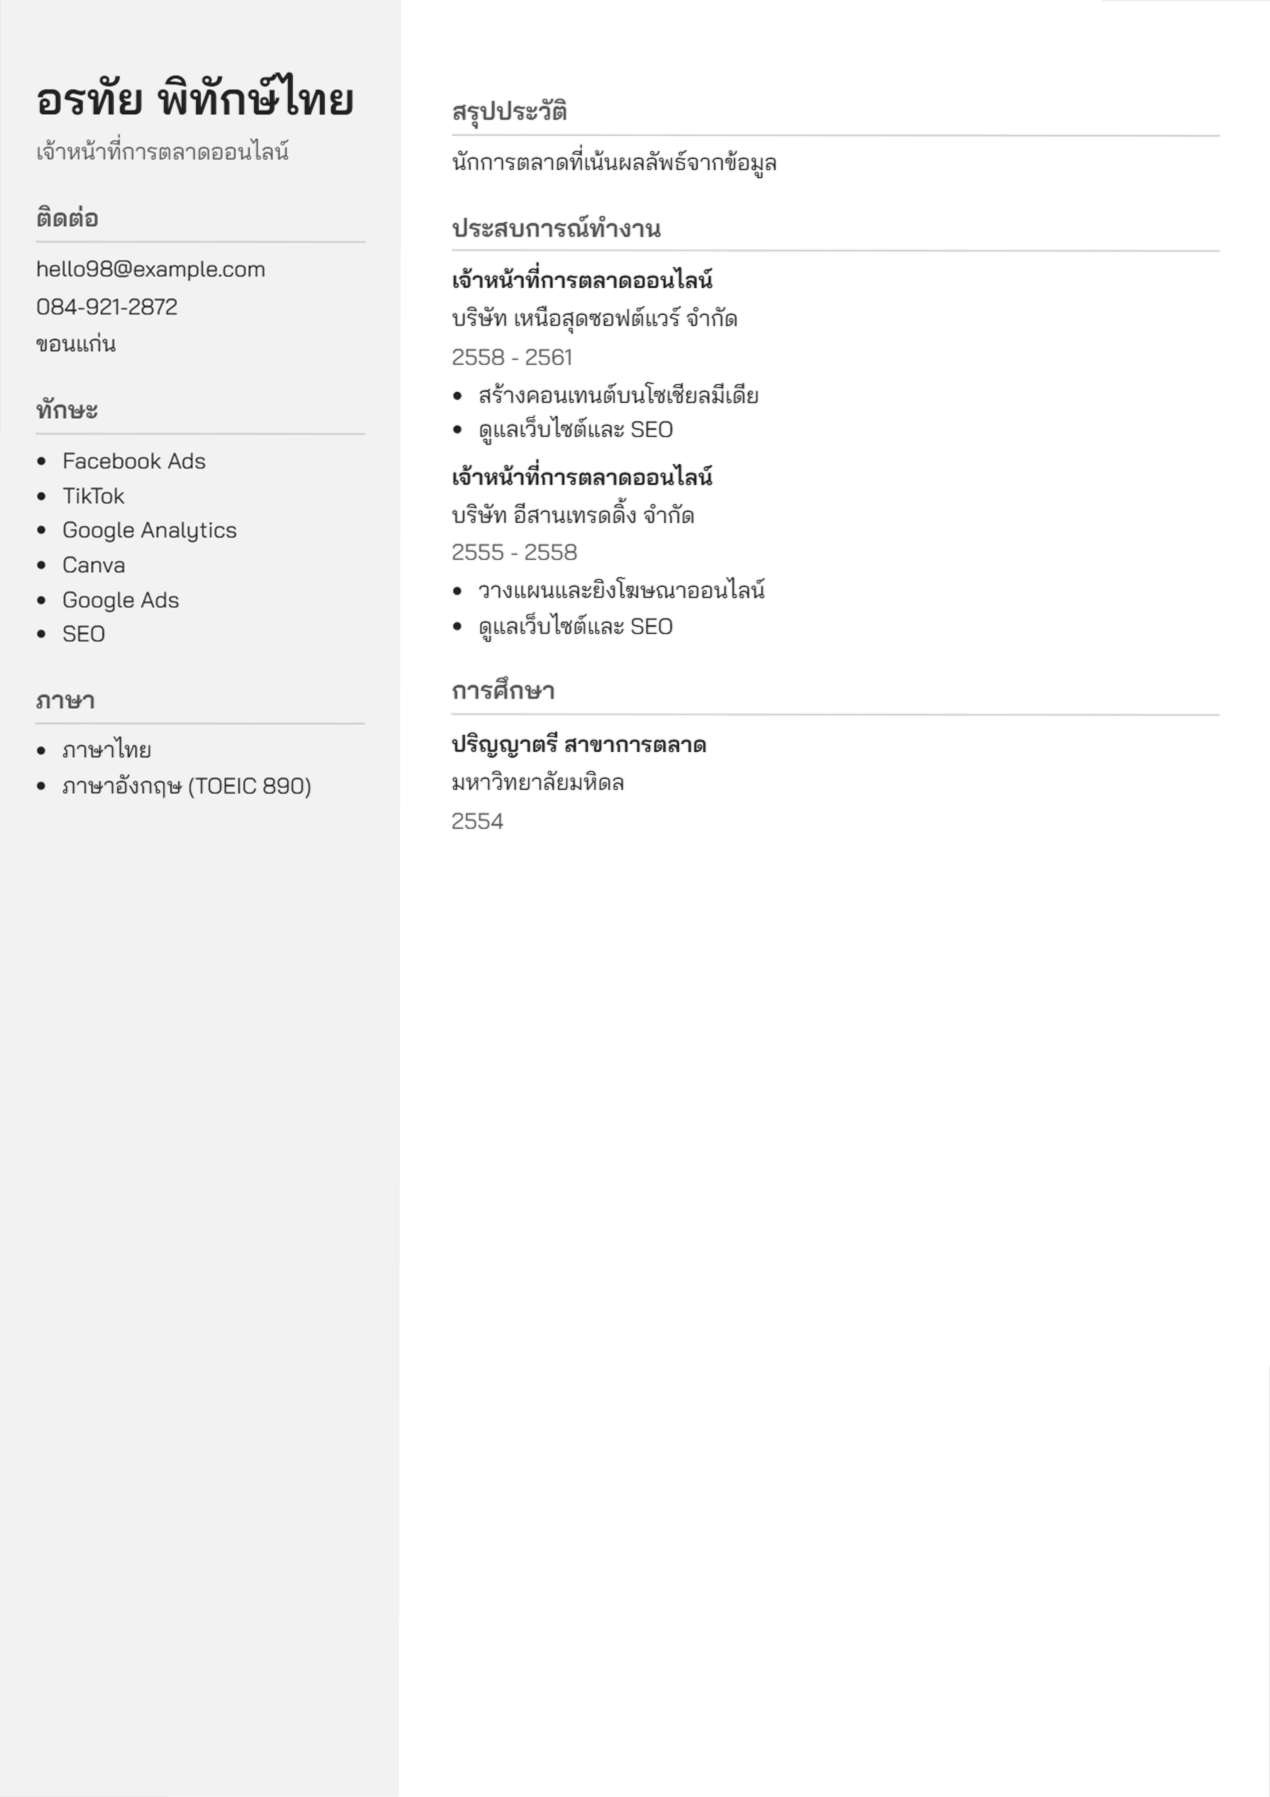 อรทัย พิทักษ์ไทย
เจ้าหน้าที่การตลาดออนไลน์
ติดต่อ
hello98@example.com
084-921-2872
ขอนแก่น
ทักษะ
• Facebook Ads
• TikTok
• Google Analytics
• Canva
• Google Ads
• SEO
ภาษา
• ภาษาไทย
• ภาษาอังกฤษ (TOEIC 890)
สรุปประวัติ
นักการตลาดที่เน้นผลลัพธ์จากข้อมูล
ประสบการณ์ทำงาน
เจ้าหน้าที่การตลาดออนไลน์
บริษัท เหนือสุดซอฟต์แวร์ จำกัด
2558 - 2561
• สร้างคอนเทนต์บนโซเชียลมีเดีย
• ดูแลเว็บไซต์และ SEO
เจ้าหน้าที่การตลาดออนไลน์
บริษัท อีสานเทรดดิ้ง จำกัด
2555 - 2558
• วางแผนและยิงโฆษณาออนไลน์
• ดูแลเว็บไซต์และ SEO
การศึกษา
ปริญญาตรี สาขาการตลาด
มหาวิทยาลัยมหิดล
2554